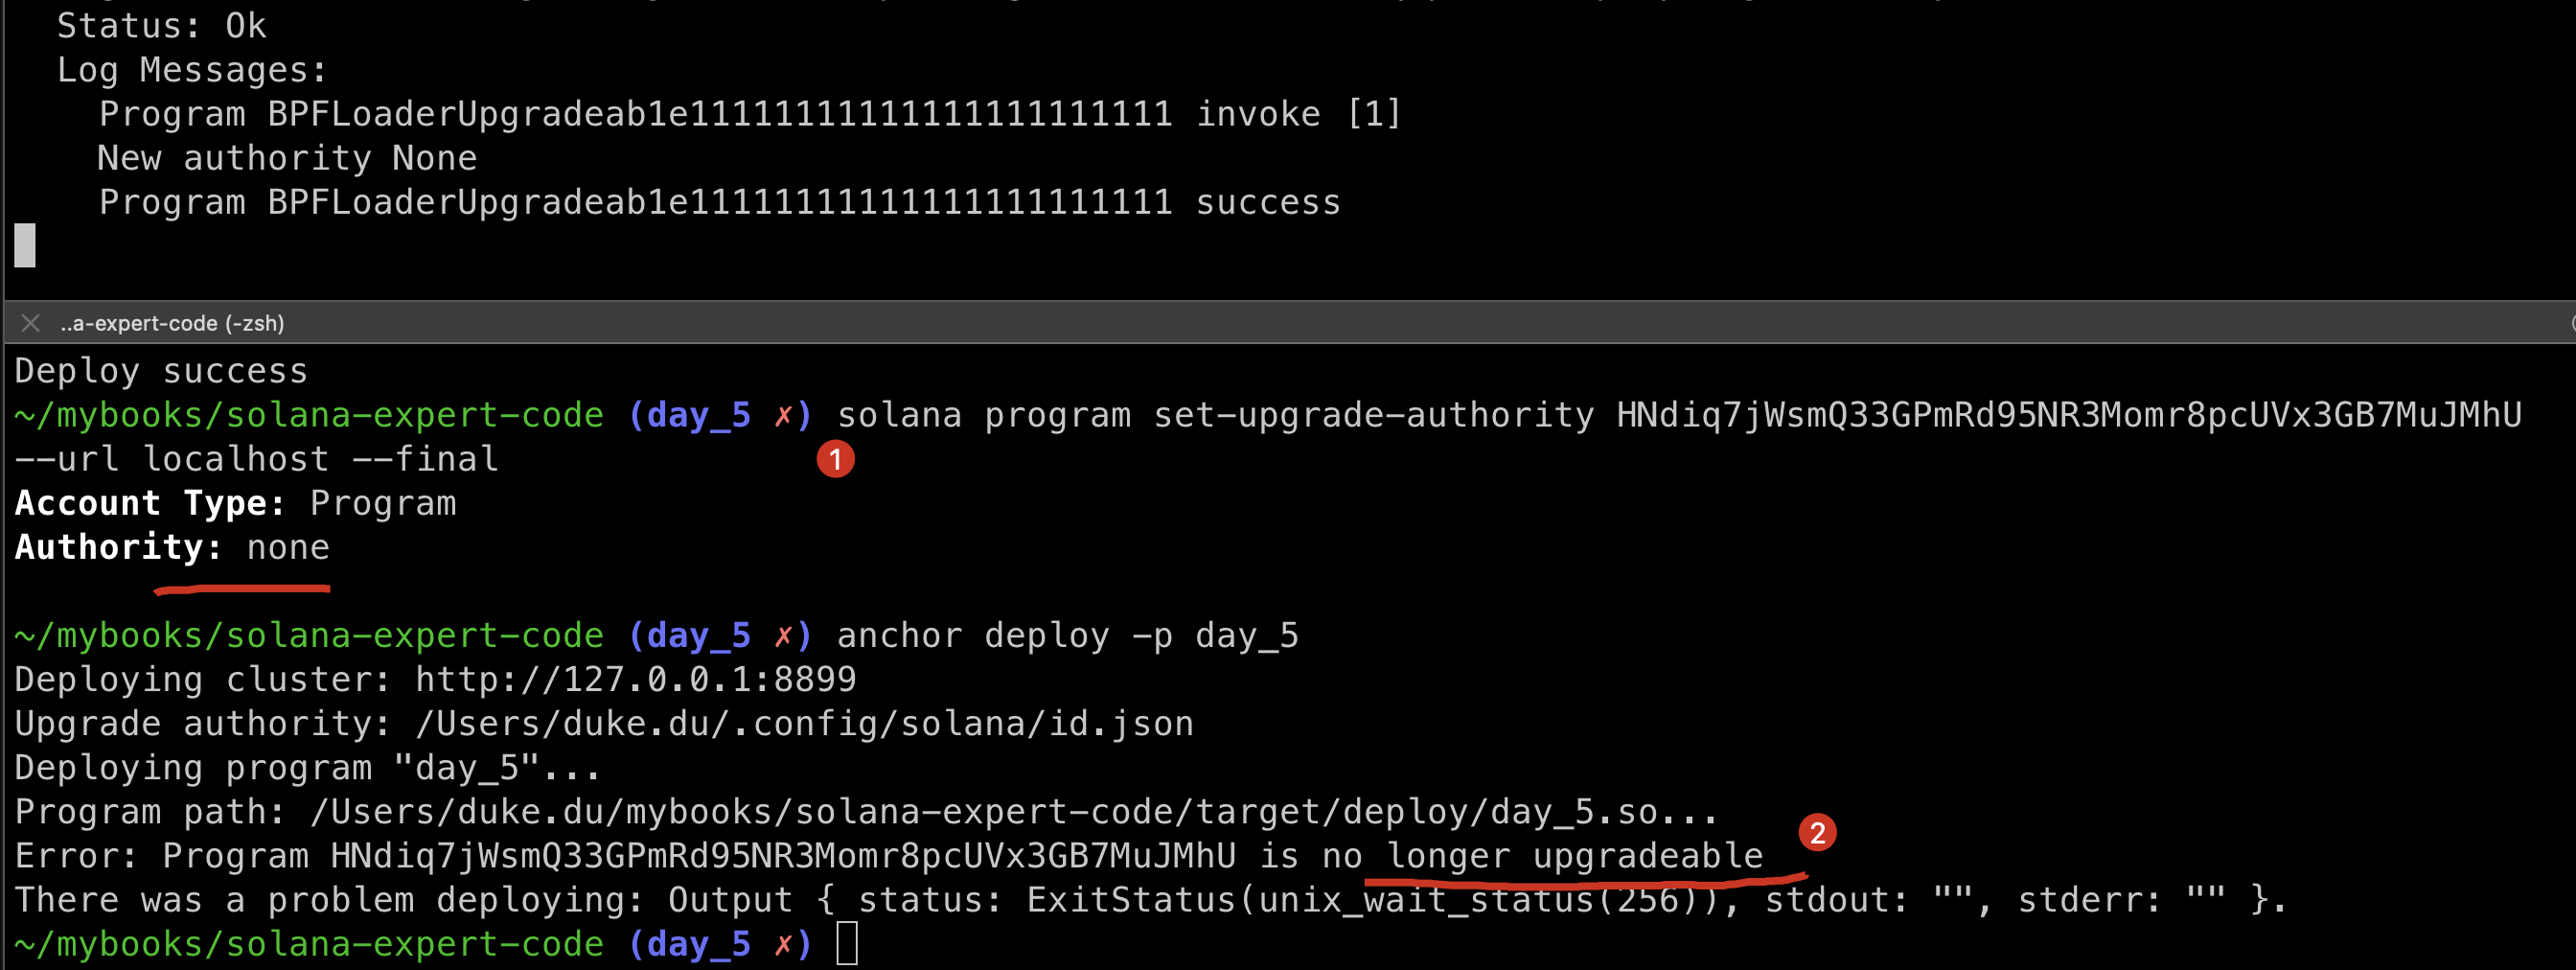 Status: Ok
Log Messages:
Program BPFLoaderUpgradeab1e11111111111111111111111 invoke [1]
New authority None
Program BPFLoaderUpgradeab1e11111111111111111111111 success
..a-expert-code (-zsh)
Deploy success
~/mybooks/solana-expert-code (day_5 ✗) solana program set-upgrade-authority HNdiq7jWsmQ33GPmRd95NR3Momr8pcUVx3GB7MuJMhU
--url localhost --final
1
Account Type: Program
Authority: none
~/mybooks/solana-expert-code (day_5 ✗) anchor deploy -p day_5
Deploying cluster: http://127.0.0.1:8899
Upgrade authority: /Users/duke.du/.config/solana/id.json
Deploying program "day_5"...
Program path: /Users/duke.du/mybooks/solana-expert-code/target/deploy/day_5.so...
2
Error: Program HNdiq7jWsmQ33GPmRd95NR3Momr8pcUVx3GB7MuJMhU is no longer upgradeable
There was a problem deploying: Output { status: ExitStatus(unix_wait_status(256)), stdout: "", stderr: "" }.
~/mybooks/solana-expert-code (day_5 ✗)